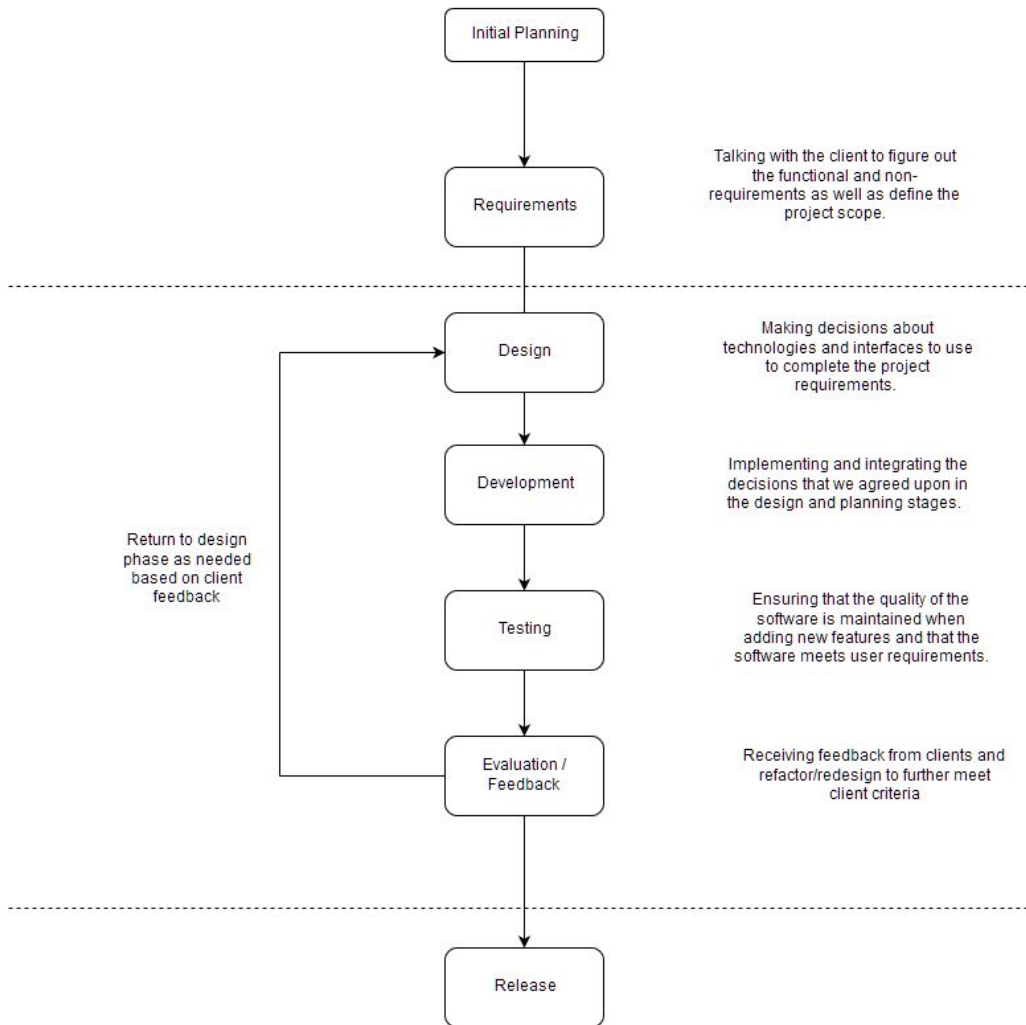 Initial Planning
Talking with the client to figure out
the functional and non-
requirements as well as define the
project scope.
Requirements
Making decisions about
technologies and interfaces to use
to complete the project
requirements.
Design
Implementing and integrating the
decisions that we agreed upon in
the design and planning stages.
Development
Return to design
phase as needed
based on client
feedback
Ensuring that the quality of the
software is maintained when
adding new features and that the
software meets user requirements.
Testing
Receiving feedback from clients and
refactor/redesign to further meet
client criteria
Evaluation /
Feedback
Release